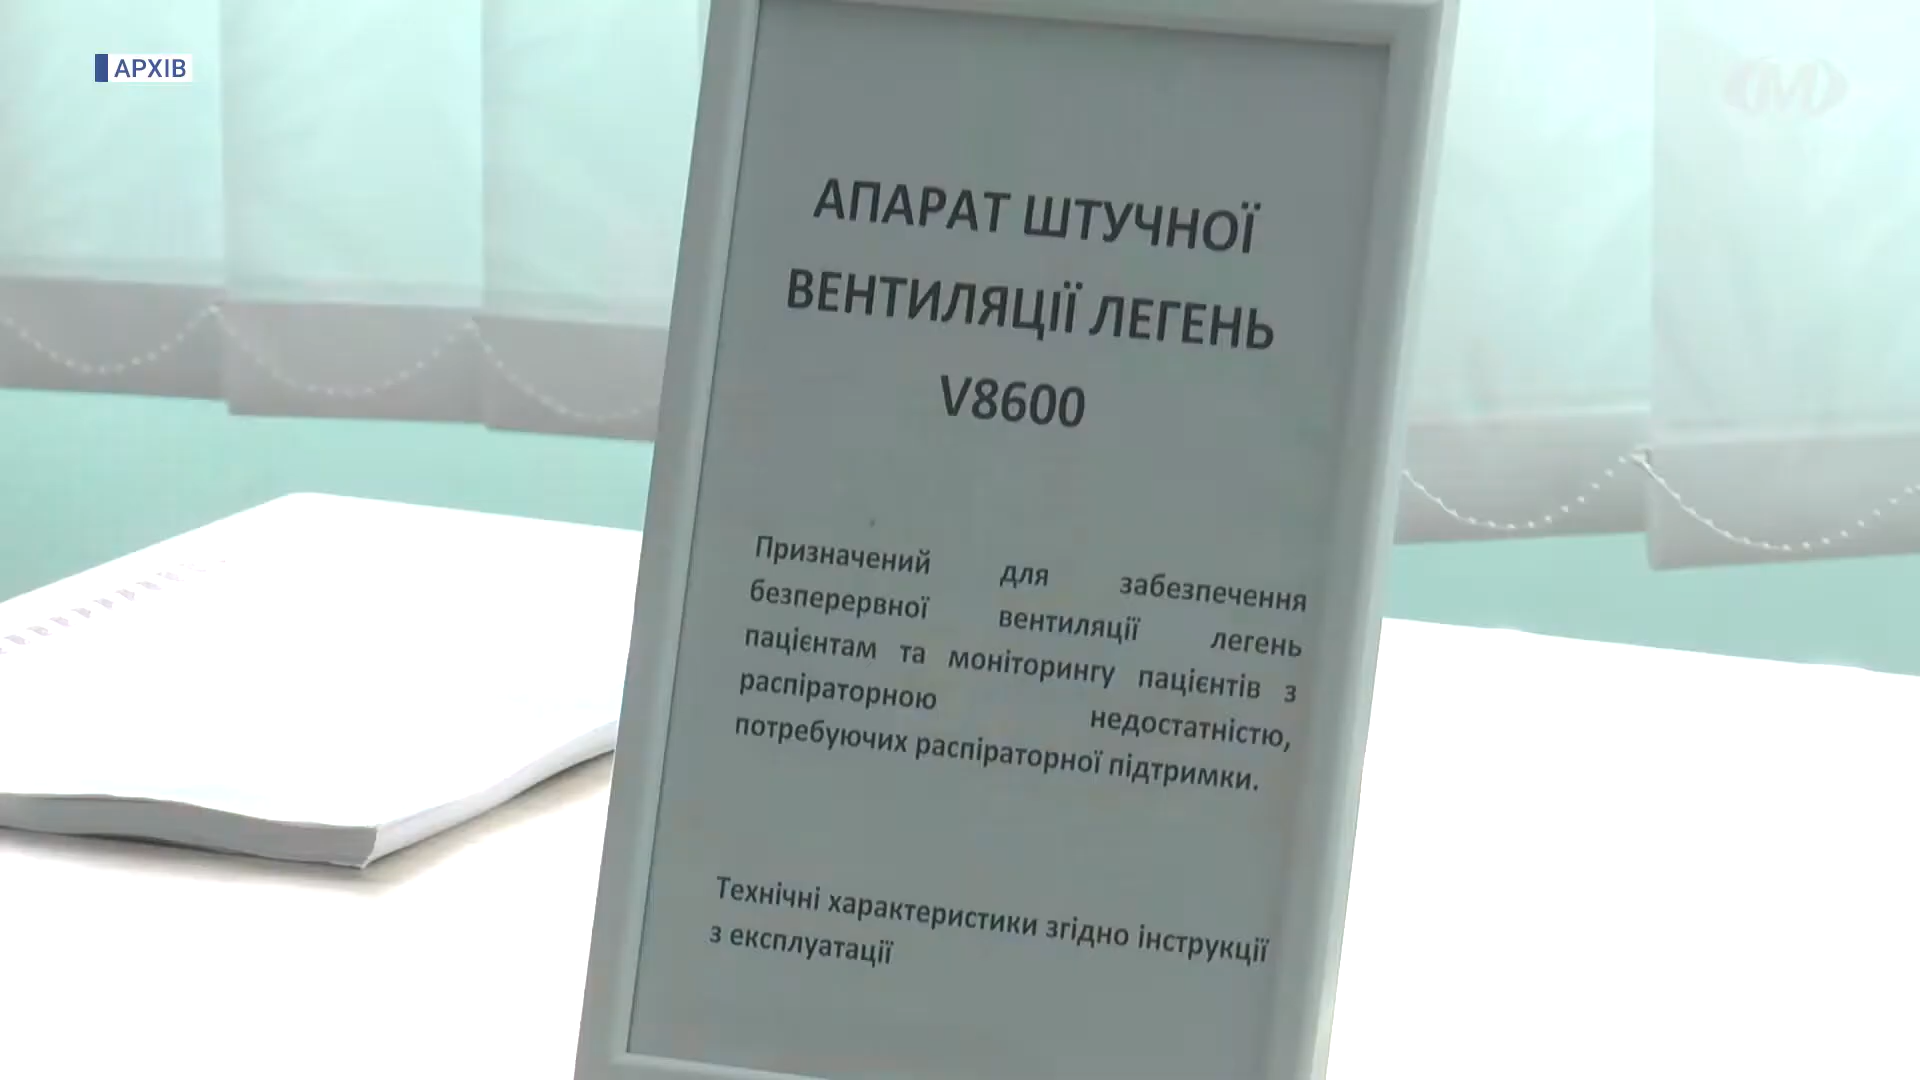 АРХІВ
АПАРАТ ШТУЧНОЇ
ВЕНТИЛЯЦІЇ ЛЕГЕНЬ
V8600
Призначений для забезпечення
безперервної вентиляції легень
пацієнтам та моніторингу пацієнтів з
распіраторною недостатністю,
потребуючих распіраторної підтримки.
Технічні характеристики згідно інструкції
з експлуатації